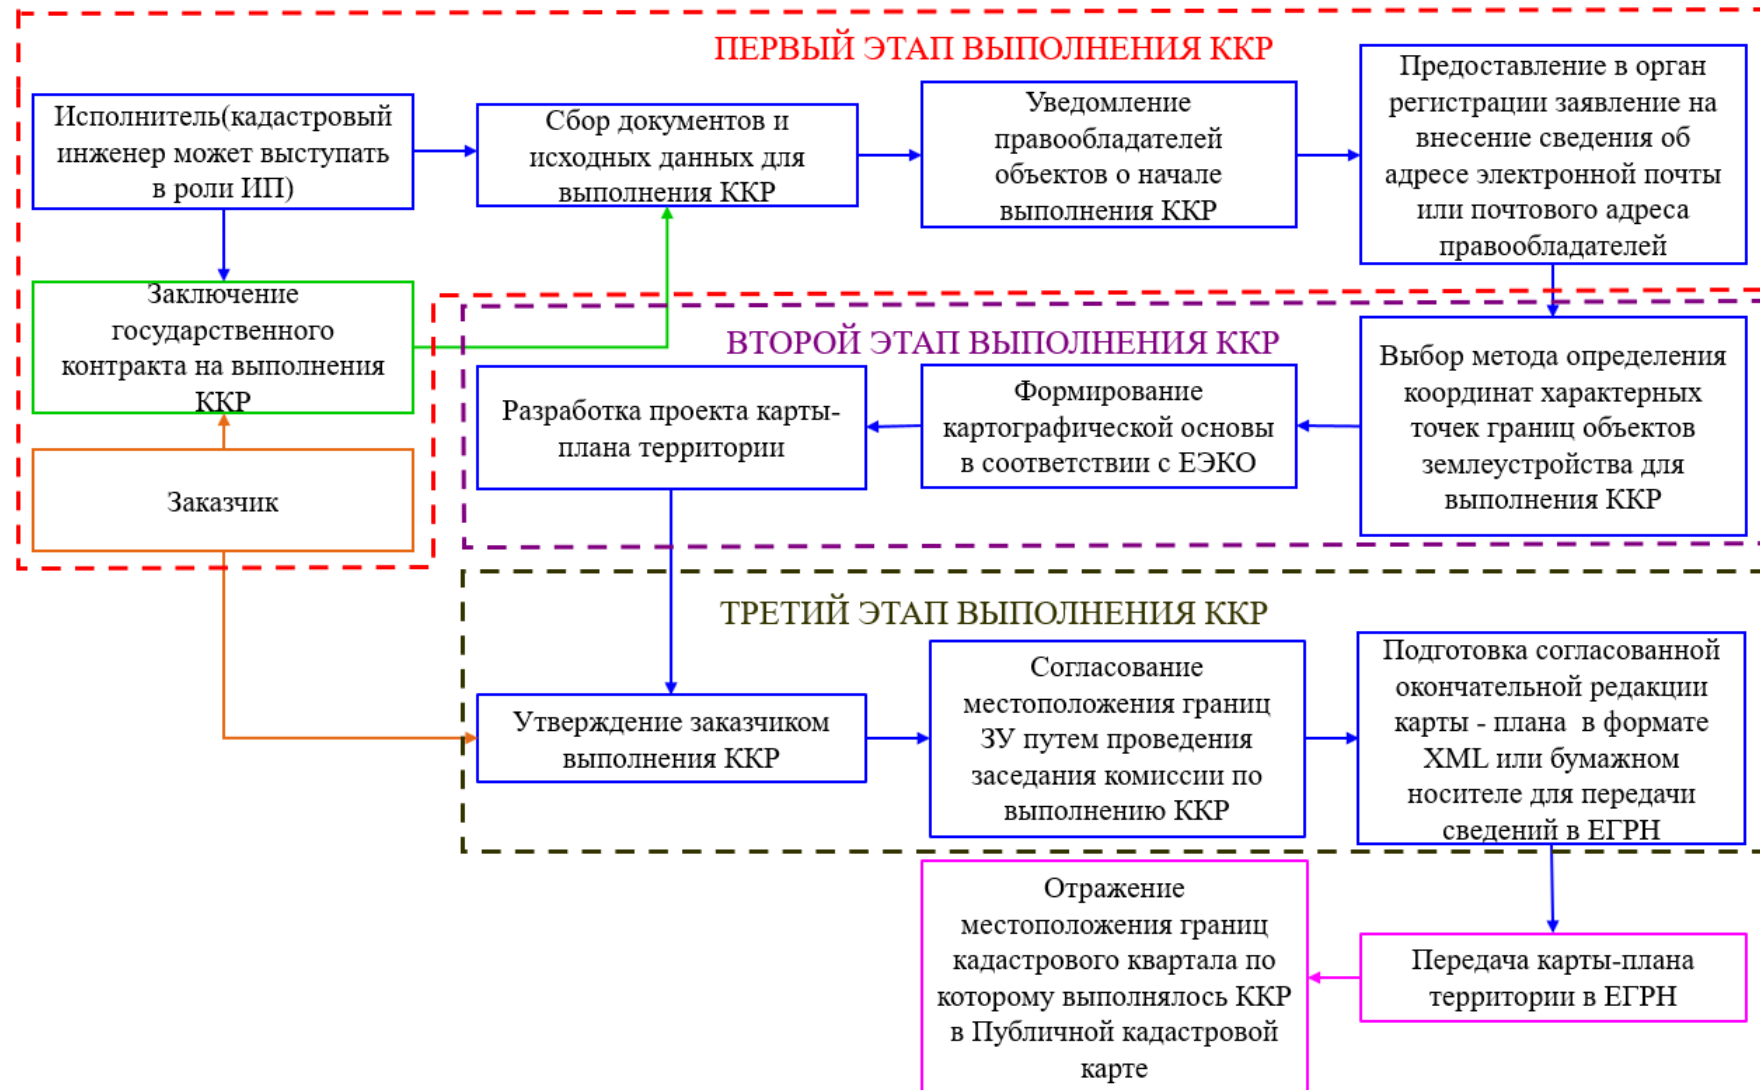 ПЕРВЫЙ ЭТАП ВЫПОЛНЕНИЯ ККР
Исполнитель(кадастровый
инженер может выступать
в роли ИП)
Сбор документов и
исходных данных для
выполнения ККР
Уведомление
правообладателей
объектов о начале
выполнения ККР
Предоставление в орган
регистрации заявление на
внесение сведения об
адресе электронной почты
или почтового адреса
правообладателей
Заключение
государственного
контракта на выполнения
ККР
Заказчик
ВТОРОЙ ЭТАП ВЫПОЛНЕНИЯ ККР
Разработка проекта карты-
плана территории
Формирование
картографической основы
в соответствии с ЕЭКО
Выбор метода определения
координат характерных
точек границ объектов
землеустройства для
выполнения ККР
ТРЕТИЙ ЭТАП ВЫПОЛНЕНИЯ ККР
Утверждение заказчиком
выполнения ККР
Согласование
местоположения границ
ЗУ путем проведения
заседания комиссии по
выполнению ККР
Подготовка согласованной
окончательной редакции
карты - плана в формате
XML или бумажном
носителе для передачи
сведений в ЕГРН
Отражение
местоположения границ
кадастрового квартала по
которому выполнялось ККР
в Публичной кадастровой
карте
Передача карты-плана
территории в ЕГРН